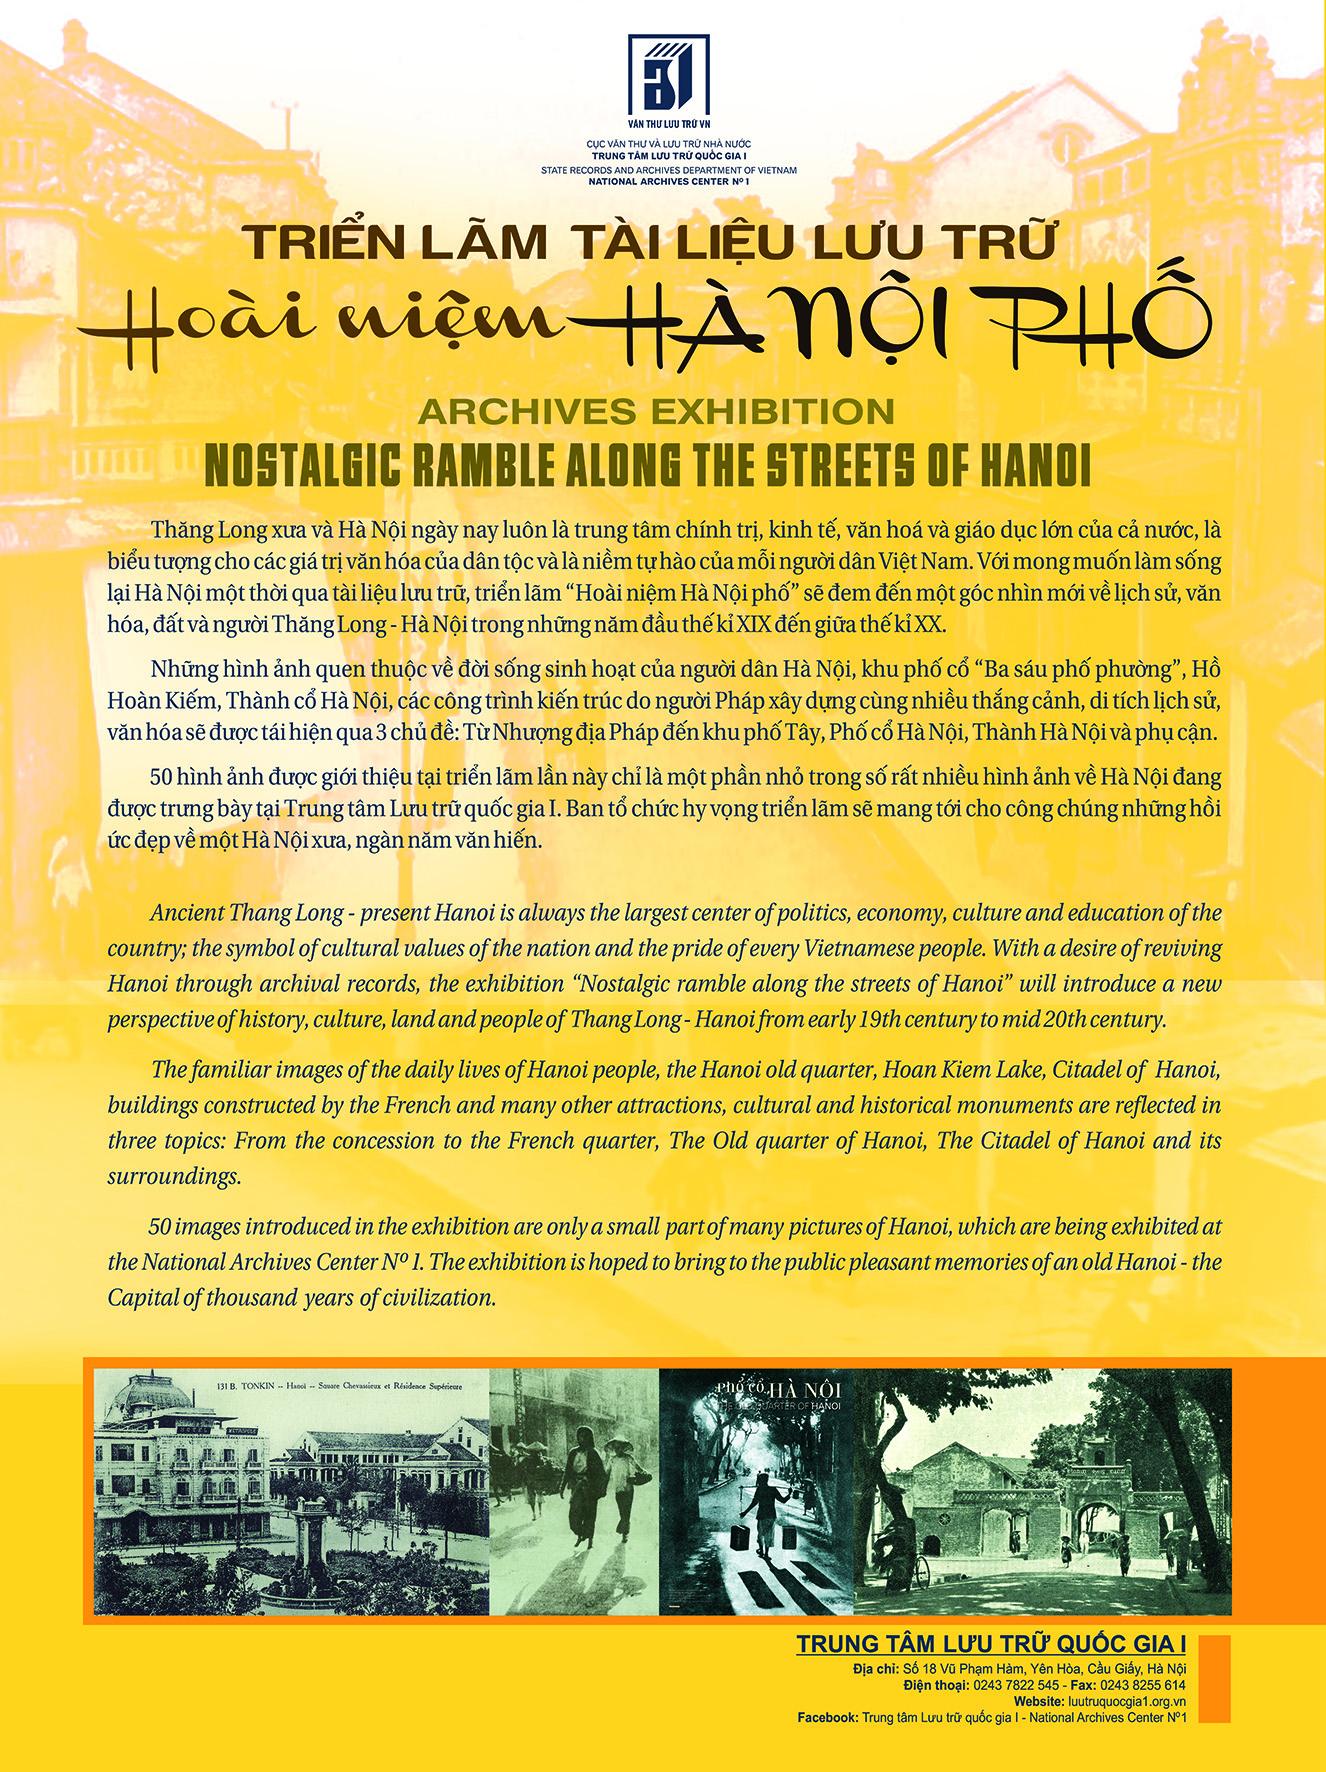 VĂN THƯ LƯU TRỮ VN
CỤC VĂN THƯ VÀ LƯU TRỮ NHÀ NƯỚC
TRUNG TÂM LƯU TRỮ QUỐC GIA I
STATE RECORDS AND ARCHIVES DEPARTMENT OF VIETNAM
NATIONAL ARCHIVES CENTER Nº1
TRIỂN LÃM TÀI LIỆU LƯU TRỮ
Hoài niệm HÀ NỘI PHỐ
ARCHIVES EXHIBITION
NOSTALGIC RAMBLE ALONG THE STREETS OF HANOI
Thăng Long xưa và Hà Nội ngày nay luôn là trung tâm chính trị, kinh tế, văn hoá và giáo dục lớn của cả nước, là
biểu tượng cho các giá trị văn hóa của dân tộc và là niềm tự hào của mỗi người dân Việt Nam. Với mong muốn làm sống
lại Hà Nội một thời qua tài liệu lưu trữ, triển lãm “Hoài niệm Hà Nội phố” sẽ đem đến một góc nhìn mới về lịch sử, văn
hóa, đất và người Thăng Long - Hà Nội trong những năm đầu thế kỉ XIX đến giữa thế kỉ XX.
Những hình ảnh quen thuộc về đời sống sinh hoạt của người dân Hà Nội, khu phố cổ “Ba sáu phố phường”, Hồ
Hoàn Kiếm, Thành cổ Hà Nội, các công trình kiến trúc do người Pháp xây dựng cùng nhiều thắng cảnh, di tích lịch sử,
văn hóa sẽ được tái hiện qua 3 chủ đề: Từ Nhượng địa Pháp đến khu phố Tây, Phố cổ Hà Nội, Thành Hà Nội và phụ cận.
50 hình ảnh được giới thiệu tại triển lãm lần này chỉ là một phần nhỏ trong số rất nhiều hình ảnh về Hà Nội đang
được trưng bày tại Trung tâm Lưu trữ quốc gia I. Ban tổ chức hy vọng triển lãm sẽ mang tới cho công chúng những hồi
ức đẹp về một Hà Nội xưa, ngàn năm văn hiến.
Ancient Thang Long - present Hanoi is always the largest center of politics, economy, culture and education of the
country; the symbol of cultural values of the nation and the pride of every Vietnamese people. With a desire of reviving
Hanoi through archival records, the exhibition “Nostalgic ramble along the streets of Hanoi” will introduce a new
perspective of history, culture, land and people of Thang Long - Hanoi from early 19th century to mid 20th century.
The familiar images of the daily lives of Hanoi people, the Hanoi old quarter, Hoan Kiem Lake, Citadel of Hanoi,
buildings constructed by the French and many other attractions, cultural and historical monuments are reflected in
three topics: From the concession to the French quarter, The Old quarter of Hanoi, The Citadel of Hanoi and its
surroundings.
50 images introduced in the exhibition are only a small part of many pictures of Hanoi, which are being exhibited at
the National Archives Center Nº 1. The exhibition is hoped to bring to the public pleasant memories of an old Hanoi - the
Capital of thousand years of civilization.
131 B. TONKIN -- Hanoi -- Square Chevassieux et Résidence Supérieure
HOTEL METROPOLE
Phố cổ HÀ NỘI
THE OLD QUARTER OF HANOI
TRUNG TÂM LƯU TRỮ QUỐC GIA I
Địa chỉ: Số 18 Vũ Phạm Hàm, Yên Hòa, Cầu Giấy, Hà Nội
Điện thoại: 0243 7822 545 - Fax: 0243 8255 614
Website: luutruquocgia1.org.vn
Facebook: Trung tâm Lưu trữ quốc gia I - National Archives Center Nº1